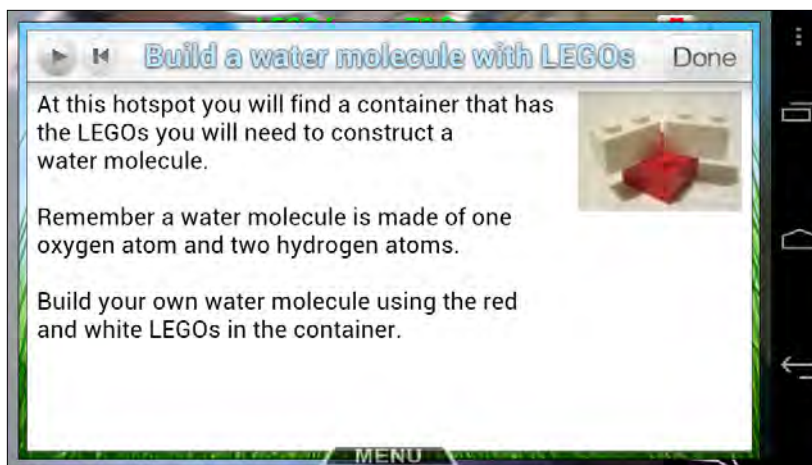 Build a water molecule with LEGOs
Done
At this hotspot you will find a container that has
the LEGOs you will need to construct a
water molecule.
Remember a water molecule is made of one
oxygen atom and two hydrogen atoms.
Build your own water molecule using the red
and white LEGOs in the container.
MENU